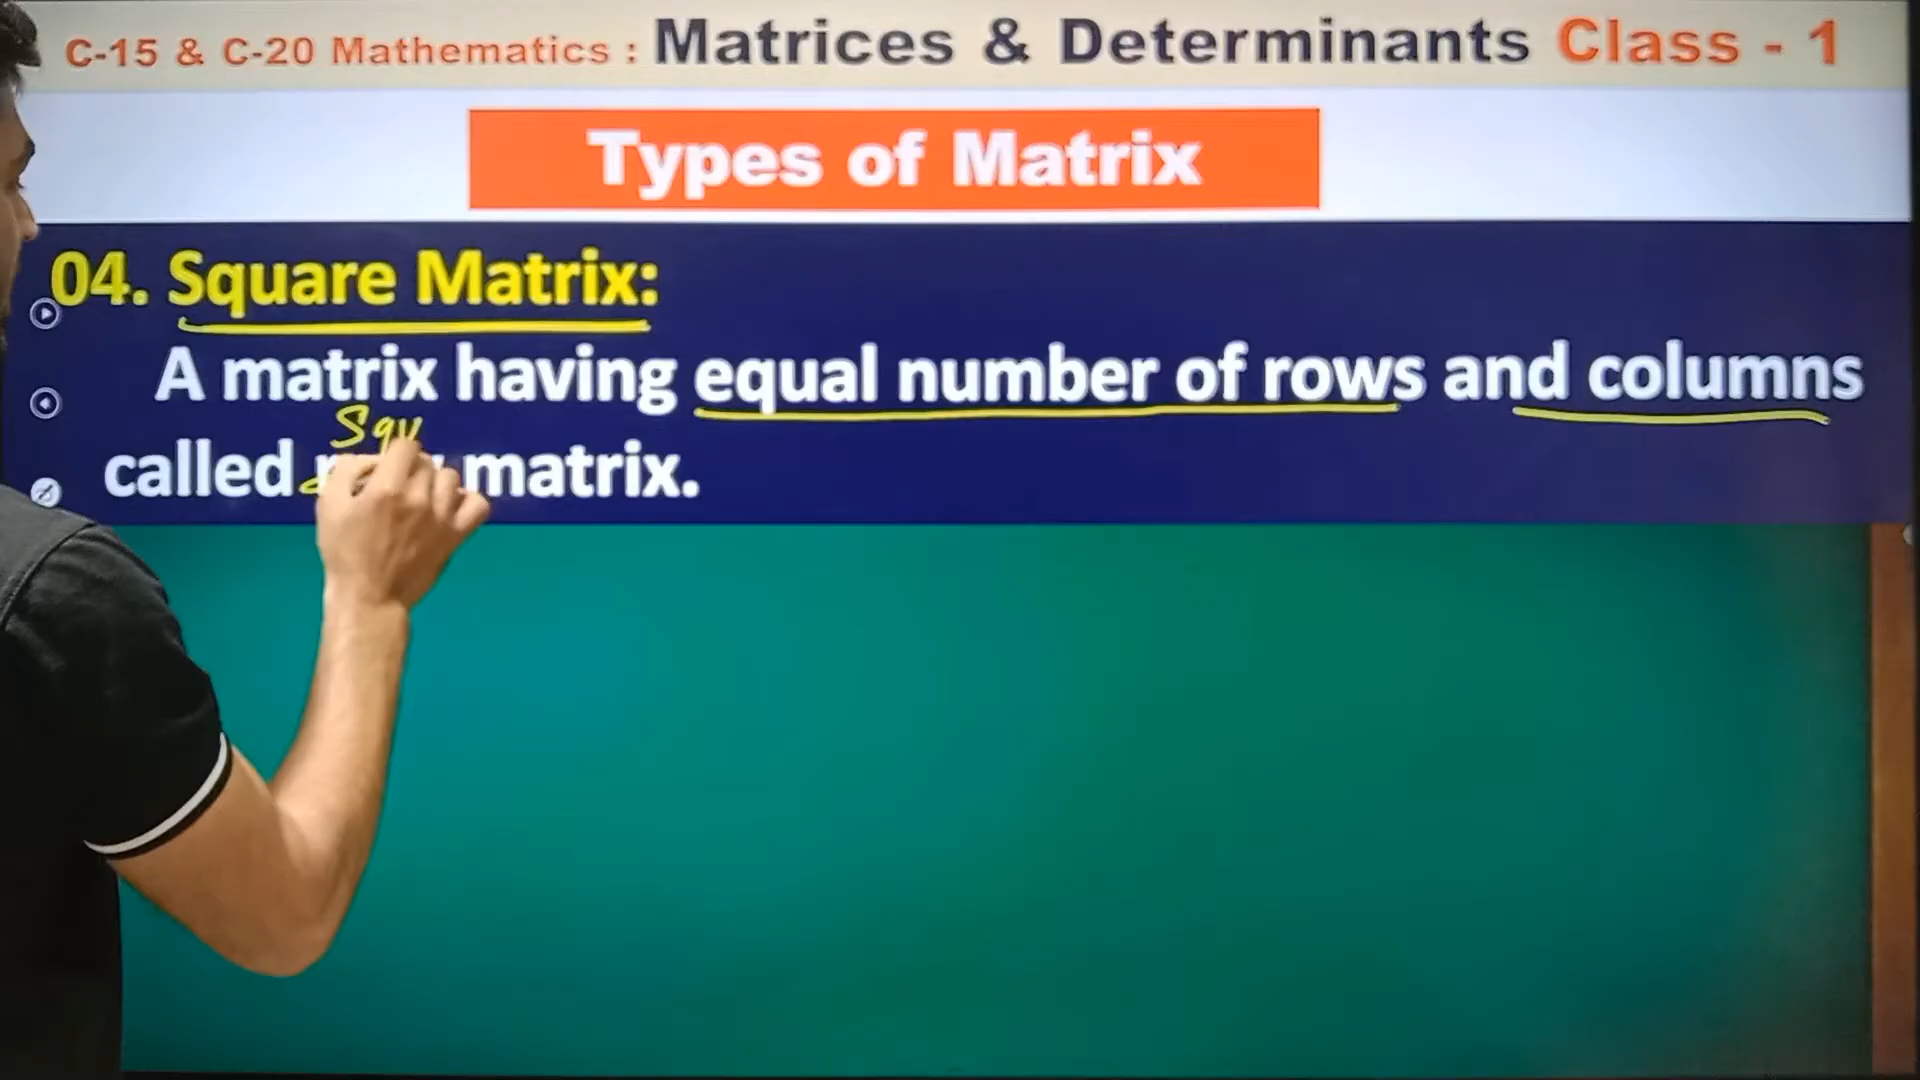 C-15 & C-20 Mathematics : Matrices & Determinants Class - 1
Types of Matrix
04. Square Matrix:
A matrix having equal number of rows and columns
Squ
called matrix.